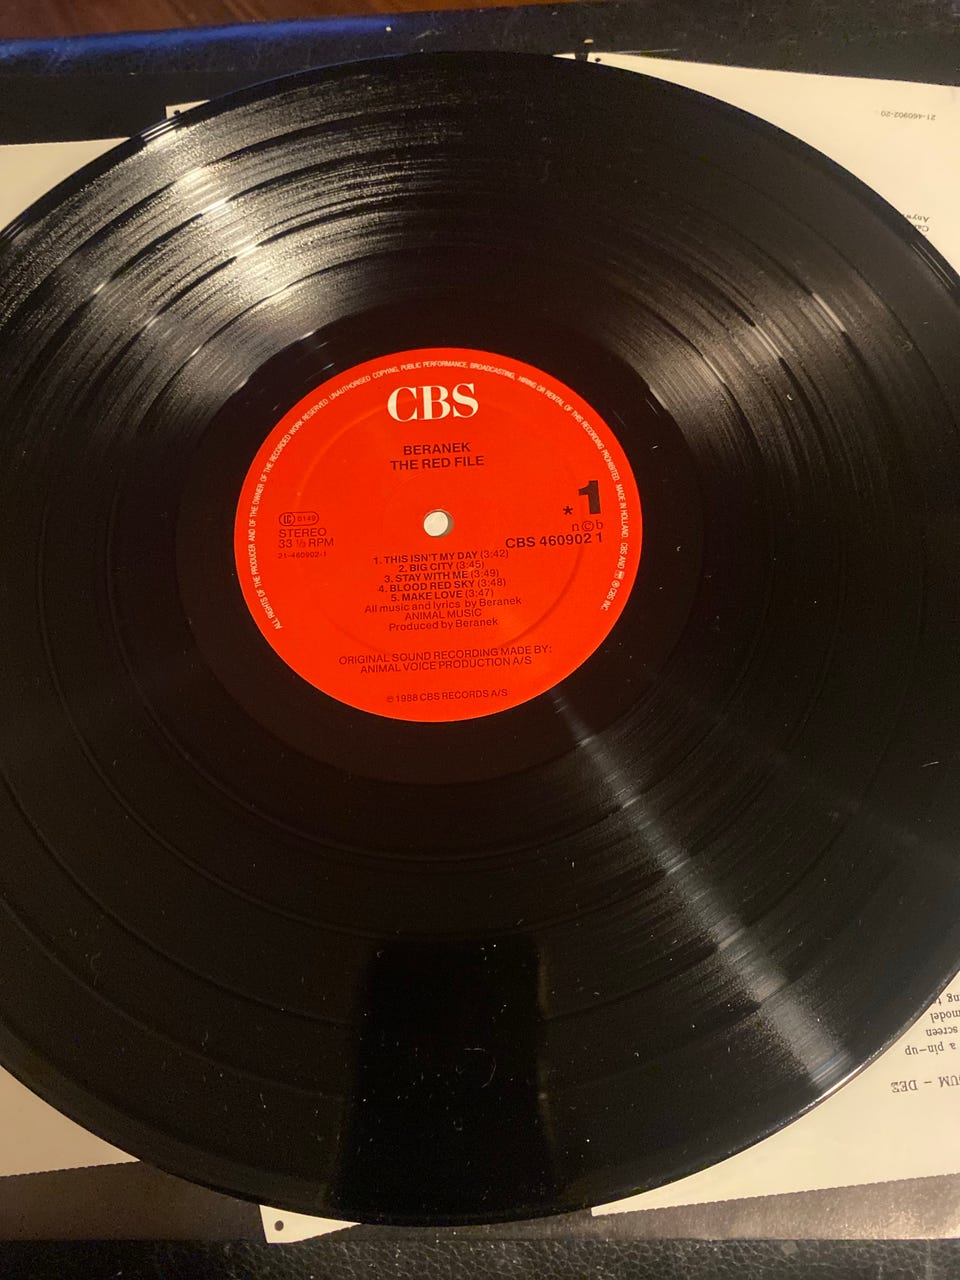 21-460902-20
ALL RIGHTS OF THE PRODUCER AND OF THE OWNER OF THE RECORDED WORK RESERVED. UNAUTHORISED COPYING, PUBLIC PERFORMANCE, BROADCASTING, HIRING OR RENTAL OF THIS RECORDING PROHIBITED. MADE IN HOLLAND. CBS AND ℗ CBS INC.
CBS
BERANEK
THE RED FILE
LC 0149
STEREO
33 ⅓ RPM
21-460902-1
* 1
n©b
CBS 460902 1
1. THIS ISN'T MY DAY (3:42)
2. BIG CITY (3:45)
3. STAY WITH ME (3:49)
4. BLOOD RED SKY (3:48)
5. MAKE LOVE (3:47)
All music and lyrics by Beranek
ANIMAL MUSIC
Produced by Beranek
ORIGINAL SOUND RECORDING MADE BY:
ANIMAL VOICE PRODUCTION A/S
℗ 1988 CBS RECORDS A/S
a pin-up
screen
model